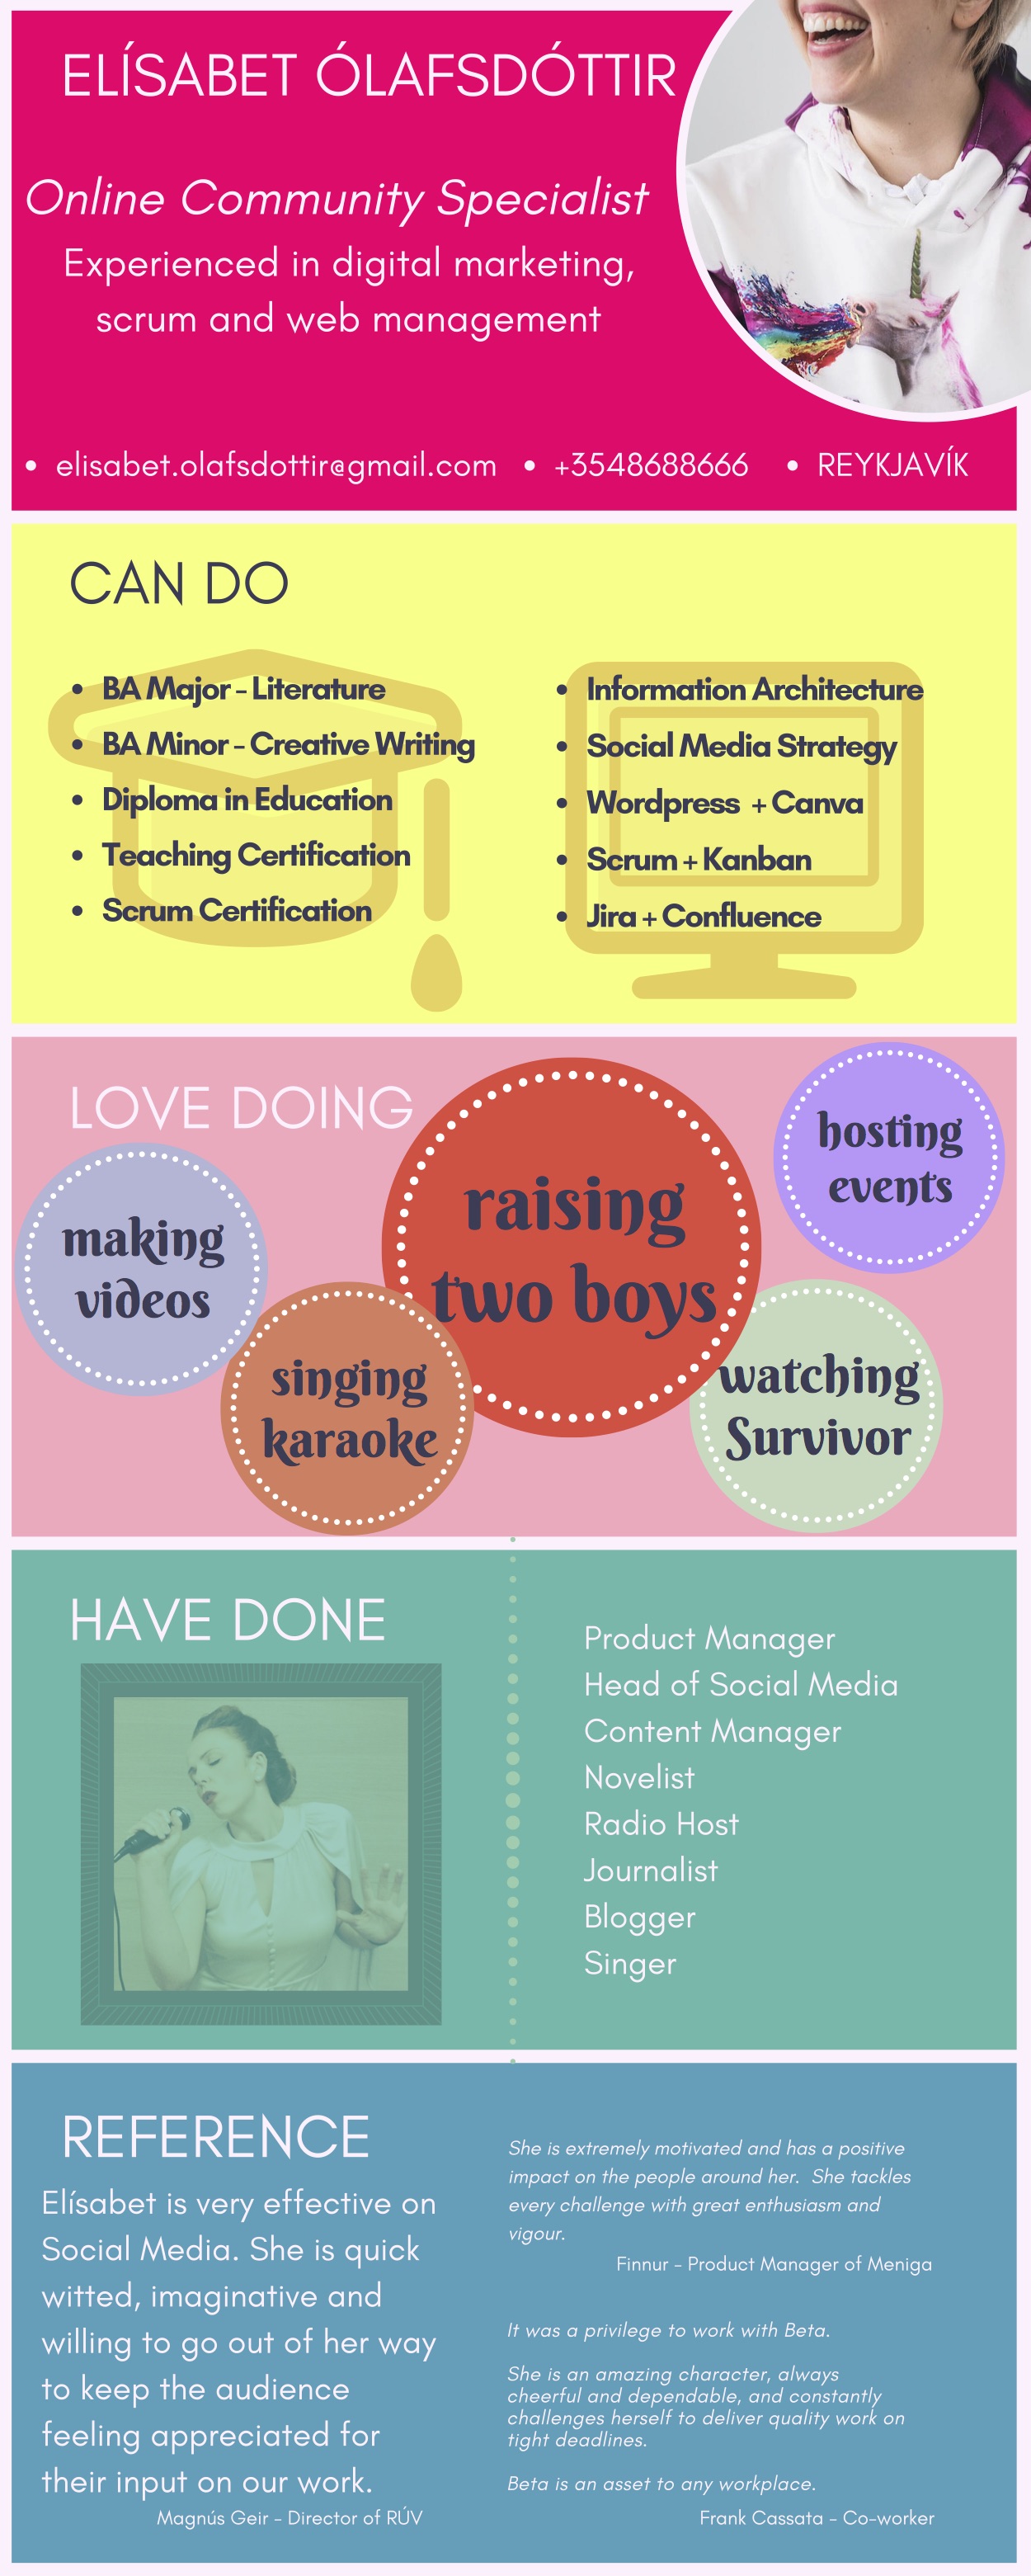 ELÍSABET ÓLAFSDÓTTIR
Online Community Specialist
Experienced in digital marketing,
scrum and web management
• elisabet.olafsdottir@gmail.com • +3548688666 • REYKJAVÍK
CAN DO
• BA Major - Literature
• BA Minor - Creative Writing
• Diploma in Education
• Teaching Certification
• Scrum Certification
• Information Architecture
• Social Media Strategy
• Wordpress + Canva
• Scrum + Kanban
• Jira + Confluence
LOVE DOING
making
videos
singing
karaoke
raising
two boys
hosting
events
watching
Survivor
HAVE DONE
Product Manager
Head of Social Media
Content Manager
Novelist
Radio Host
Journalist
Blogger
Singer
REFERENCE
Elísabet is very effective on
Social Media. She is quick
witted, imaginative and
willing to go out of her way
to keep the audience
feeling appreciated for
their input on our work.
Magnús Geir - Director of RÚV
She is extremely motivated and has a positive
impact on the people around her. She tackles
every challenge with great enthusiasm and
vigour.
Finnur - Product Manager of Meniga
It was a privilege to work with Beta.
She is an amazing character, always
cheerful and dependable, and constantly
challenges herself to deliver quality work on
tight deadlines.
Beta is an asset to any workplace.
Frank Cassata - Co-worker